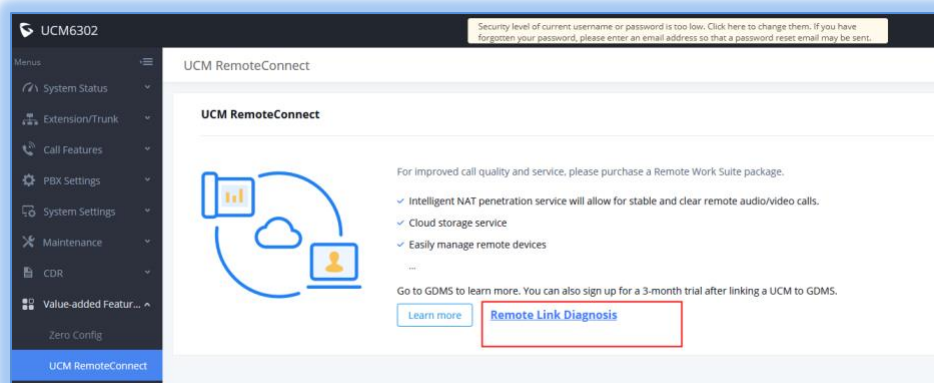 UCM6302
Security level of current username or password is too low. Click here to change them. If you have
forgotten your password, please enter an email address so that a password reset email may be sent.
Menus
System Status
Extension/Trunk
Call Features
PBX Settings
System Settings
Maintenance
CDR
Value-added Featur...
Zero Config
UCM RemoteConnect
UCM RemoteConnect
UCM RemoteConnect
For improved call quality and service, please purchase a Remote Work Suite package.
Intelligent NAT penetration service will allow for stable and clear remote audio/video calls.
Cloud storage service
Easily manage remote devices
...
Go to GDMS to learn more. You can also sign up for a 3-month trial after linking a UCM to GDMS.
Learn more
Remote Link Diagnosis